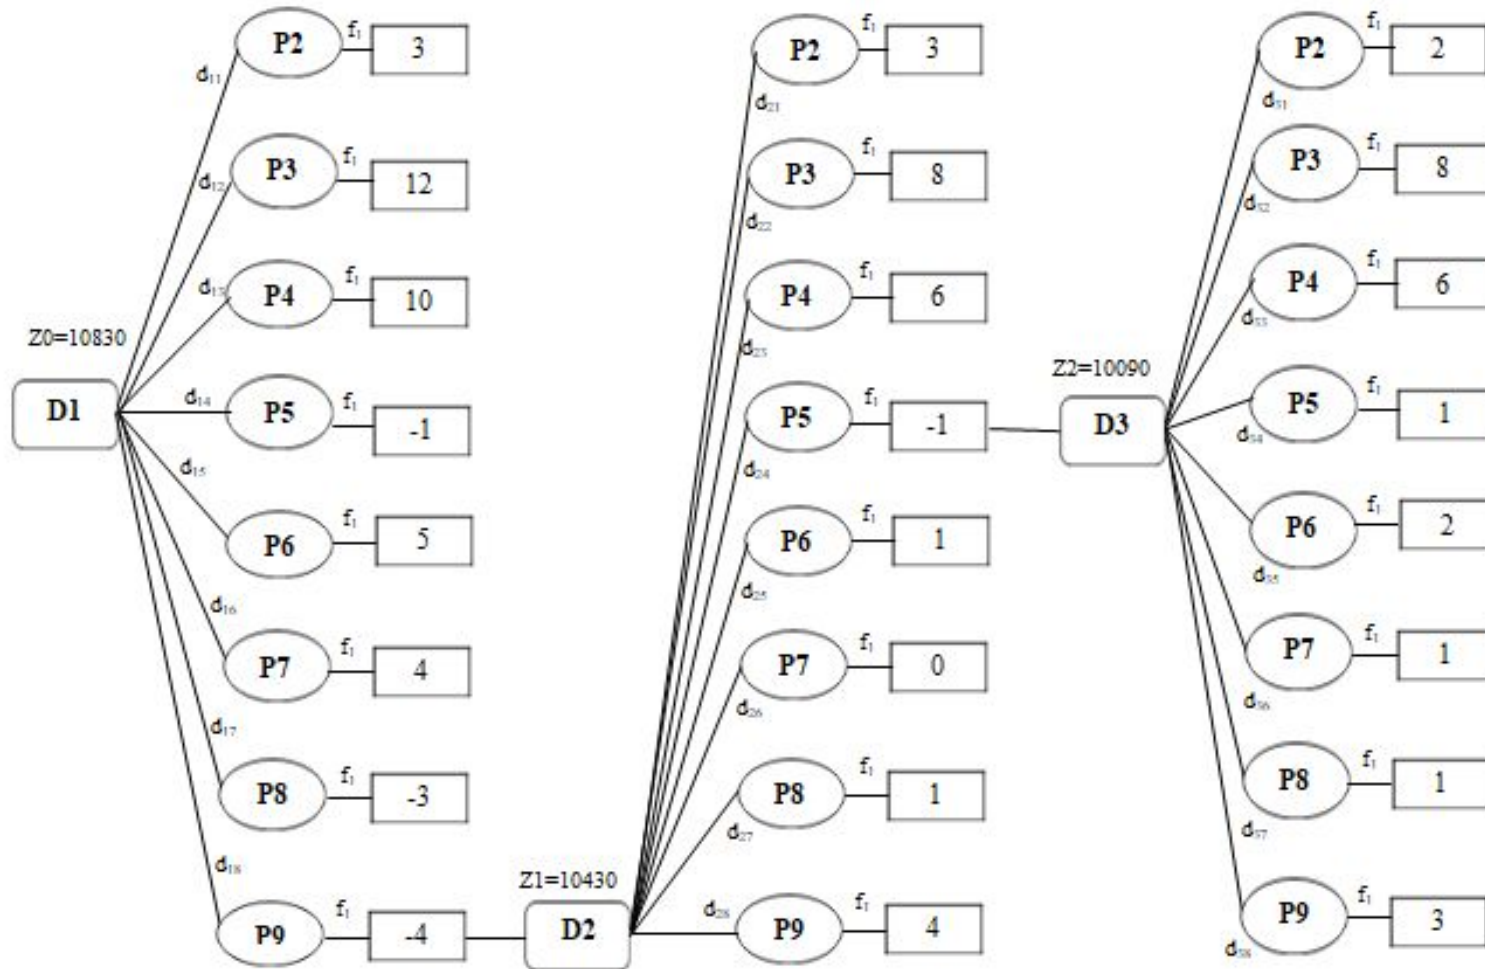 Z0=10830
D1
d₁₁ P2 f₁ 3
d₁₂ P3 f₁ 12
d₁₃ P4 f₁ 10
d₁₄ P5 f₁ -1
d₁₅ P6 f₁ 5
d₁₆ P7 f₁ 4
d₁₇ P8 f₁ -3
d₁₈ P9 f₁ -4
Z1=10430
D2
d₂₁ P2 f₁ 3
d₂₂ P3 f₁ 8
d₂₃ P4 f₁ 6
d₂₄ P5 f₁ -1
d₂₅ P6 f₁ 1
d₂₆ P7 f₁ 0
d₂₇ P8 f₁ 1
d₂₈ P9 f₁ 4
Z2=10090
D3
d₃₁ P2 f₁ 2
d₃₂ P3 f₁ 8
d₃₃ P4 f₁ 6
d₃₄ P5 f₁ 1
d₃₅ P6 f₁ 2
d₃₆ P7 f₁ 1
d₃₇ P8 f₁ 1
d₃₈ P9 f₁ 3